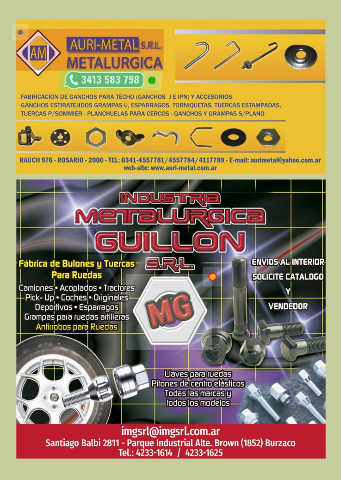 AM
AURI-METAL S.R.L.
METALURGICA
3413 583 758
FABRICACION DE GANCHOS PARA TECHO (GANCHOS J E IPN) Y ACCESORIOS
GANCHOS ESTIRATEJIDOS GRAMPAS U, ESPARRAGOS, TORNIQUETAS, TUERCAS ESTAMPADAS,
TUERCAS P/SOMMIER - PLANCHUELAS PARA CERCOS - GANCHOS Y GRAMPAS S/PLANO
RAUCH 976 - ROSARIO - 2000 - TEL: 0341-4557781/4557784/4117789 - E-mail: aurimetal@yahoo.com.ar
web-site: www.auri-metal.com.ar
INDUSTRIA
METALURGICA
GUILLON
S.R.L.
Fábrica de Bulones y Tuercas
Para Ruedas
Camiones • Acoplados • Tractores
Pick-Up • Coches • Originales
Deportivos • Esparragos
Grampas para ruedas artilleras
Antirrobos para Ruedas
ENVIOS AL INTERIOR
SOLICITE CATALOGO
Y
VENDEDOR
MG
Llaves para ruedas
Pitones de centro elásticos
Todas las marcas y
todos los modelos
imgsrl@imgsrl.com.ar
Santiago Balbi 2811 - Parque Industrial Alte. Brown (1852) Burzaco
Tel.: 4233-1614 / 4233-1625